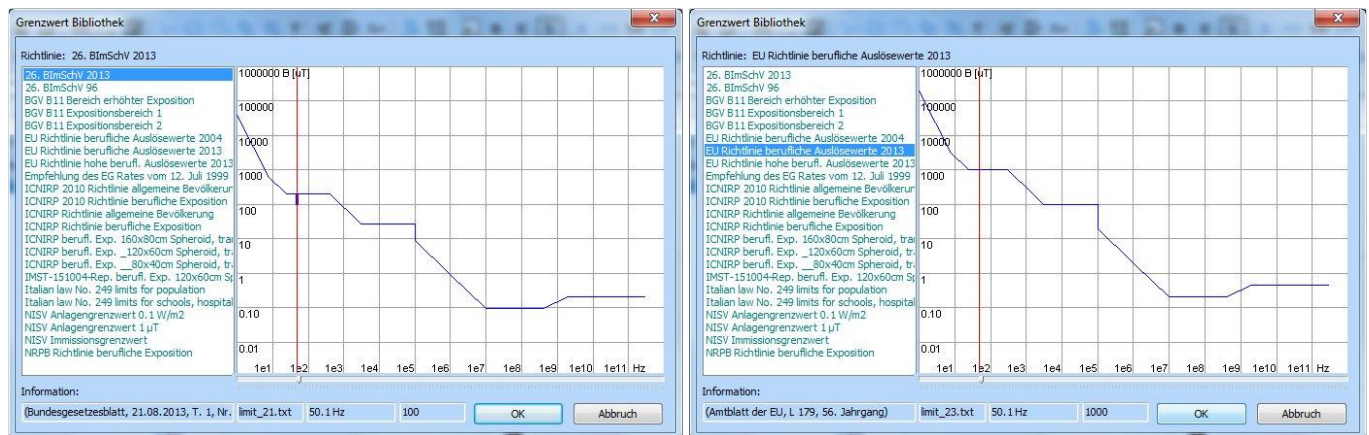 Grenzwert Bibliothek
Richtlinie: 26. BImSchV 2013
26. BImSchV 2013
26. BImSchV 96
BGV B11 Bereich erhöhter Exposition
BGV B11 Expositionsbereich 1
BGV B11 Expositionsbereich 2
EU Richtlinie berufliche Auslösewerte 2004
EU Richtlinie berufliche Auslösewerte 2013
EU Richtlinie hohe berufl. Auslösewerte 2013
Empfehlung des EG Rates vom 12. Juli 1999
ICNIRP 2010 Richtlinie allgemeine Bevölkerur
ICNIRP 2010 Richtlinie berufliche Exposition
ICNIRP Richtlinie allgemeine Bevölkerung
ICNIRP Richtlinie berufliche Exposition
ICNIRP berufl. Exp. 160x80cm Spheroid, tra
ICNIRP berufl. Exp. _120x60cm Spheroid, tr
ICNIRP berufl. Exp. __80x40cm Spheroid, tr
IMST-151004-Rep. berufl. Exp. 120x60cm Sp
Italian law No. 249 limits for population
Italian law No. 249 limits for schools, hospital
NISV Anlagengrenzwert 0.1 W/m2
NISV Anlagengrenzwert 1 µT
NISV Immissionsgrenzwert
NRPB Richtlinie berufliche Exposition
1000000 B [µT]
100000
10000
1000
100
10
1
0.10
0.01
1e1 1e2 1e3 1e4 1e5 1e6 1e7 1e8 1e9 1e10 1e11 Hz
Information:
(Bundesgesetzesblatt, 21.08.2013, T. 1, Nr. limit_21.txt 50.1 Hz 100 OK Abbruch
Grenzwert Bibliothek
Richtlinie: EU Richtlinie berufliche Auslösewerte 2013
26. BImSchV 2013
26. BImSchV 96
BGV B11 Bereich erhöhter Exposition
BGV B11 Expositionsbereich 1
BGV B11 Expositionsbereich 2
EU Richtlinie berufliche Auslösewerte 2004
EU Richtlinie berufliche Auslösewerte 2013
EU Richtlinie hohe berufl. Auslösewerte 2013
Empfehlung des EG Rates vom 12. Juli 1999
ICNIRP 2010 Richtlinie allgemeine Bevölkerur
ICNIRP 2010 Richtlinie berufliche Exposition
ICNIRP Richtlinie allgemeine Bevölkerung
ICNIRP Richtlinie berufliche Exposition
ICNIRP berufl. Exp. 160x80cm Spheroid, tra
ICNIRP berufl. Exp. _120x60cm Spheroid, tr
ICNIRP berufl. Exp. __80x40cm Spheroid, tr
IMST-151004-Rep. berufl. Exp. 120x60cm Sp
Italian law No. 249 limits for population
Italian law No. 249 limits for schools, hospital
NISV Anlagengrenzwert 0.1 W/m2
NISV Anlagengrenzwert 1 µT
NISV Immissionsgrenzwert
NRPB Richtlinie berufliche Exposition
1000000 B [µT]
100000
10000
1000
100
10
1
0.10
0.01
1e1 1e2 1e3 1e4 1e5 1e6 1e7 1e8 1e9 1e10 1e11 Hz
Information:
(Amtblatt der EU, L 179, 56. Jahrgang) limit_23.txt 50.1 Hz 1000 OK Abbruch